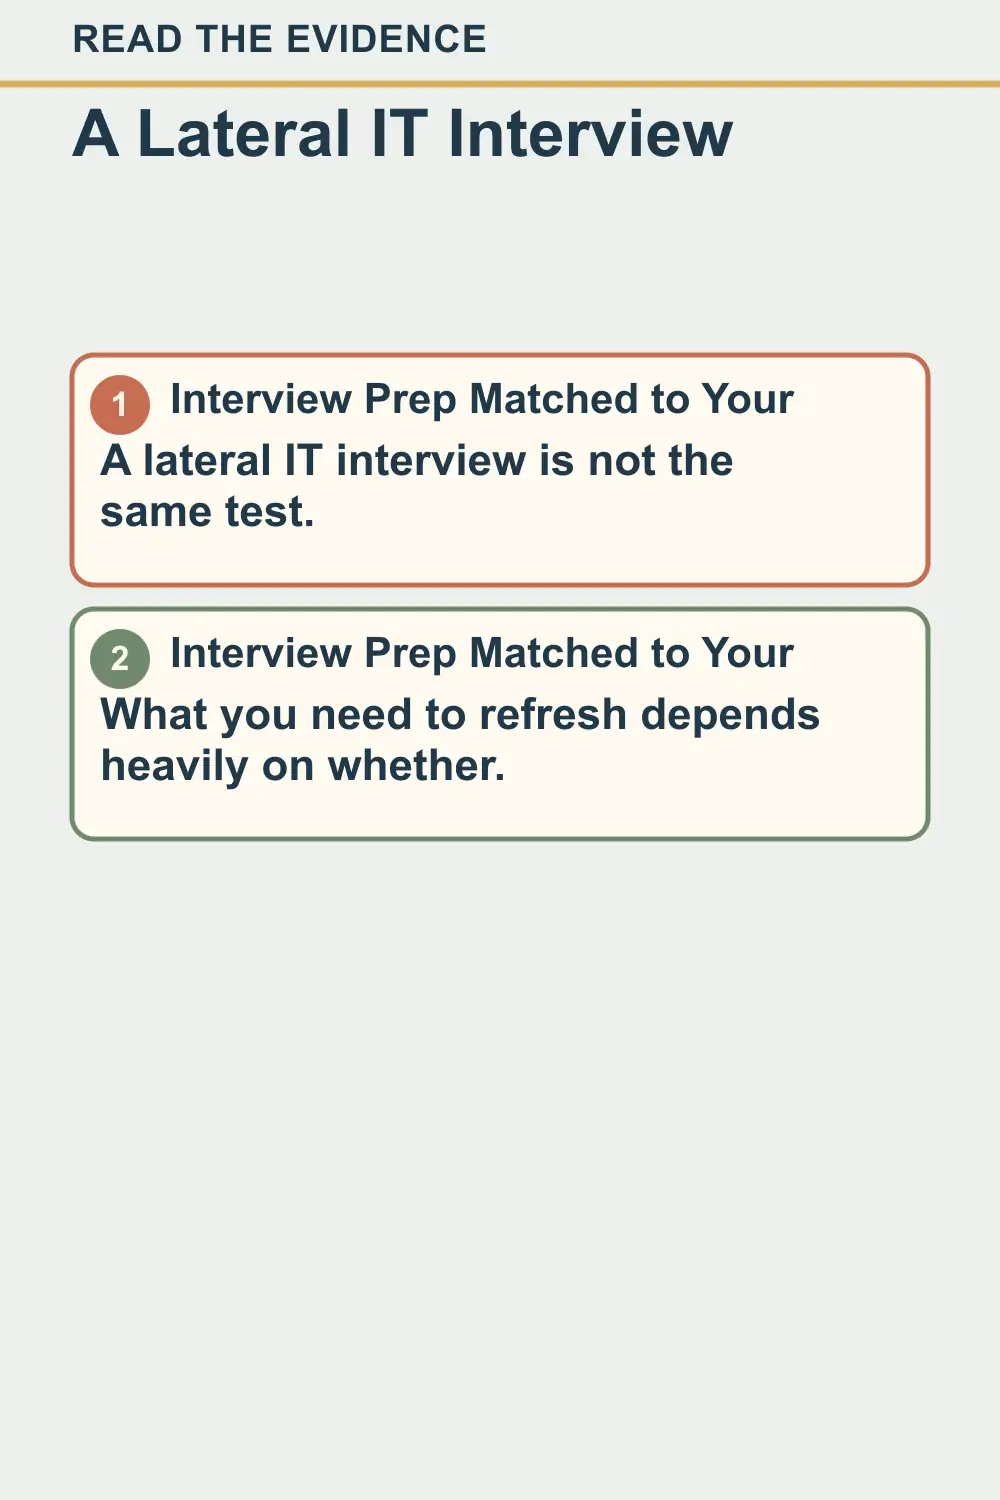 READ THE EVIDENCE
A Lateral IT Interview
1 Interview Prep Matched to Your
A lateral IT interview is not the
same test.
2 Interview Prep Matched to Your
What you need to refresh depends
heavily on whether.